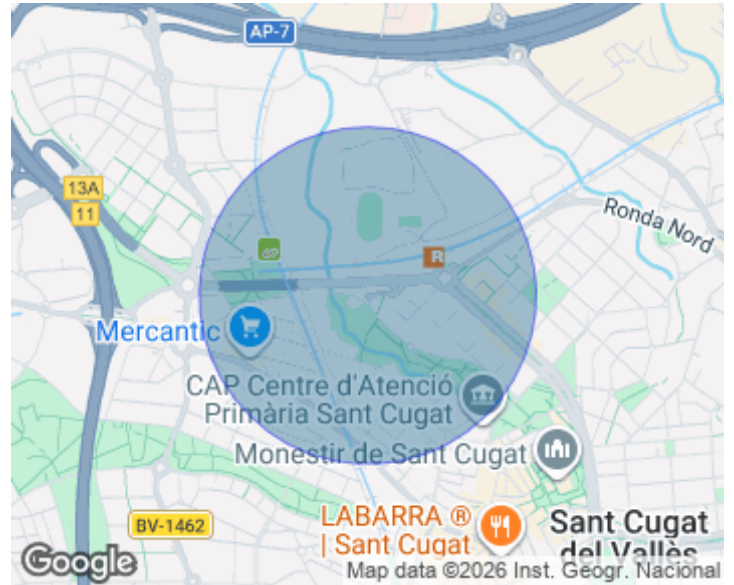 AP-7
13A
11
Ronda Nord
R
Mercantic
CAP Centre d'Atenció
Primària Sant Cugat
Monestir de Sant Cugat
BV-1462
LABARRA ®
| Sant Cugat
Sant Cugat
del Vallès
Google
Map data ©2026 Inst. Geogr. Nacional